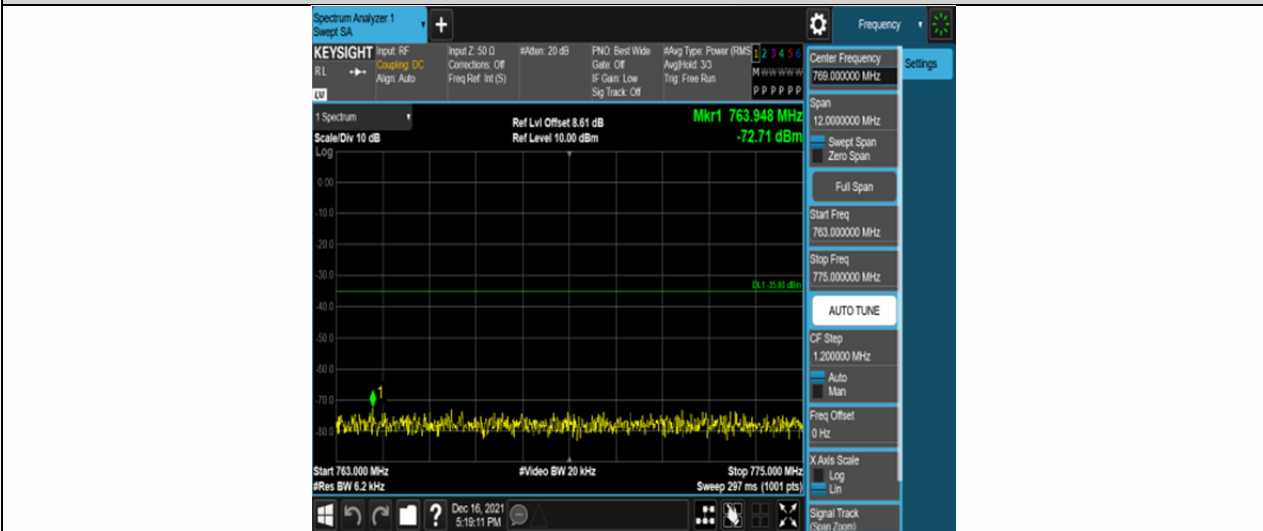 Spectrum Analyzer 1
Swept SA
+
Frequency
KEYSIGHT
RL
LVI
Input: RF
Coupling: DC
Align: Auto
Input Z: 50 Ω
Corrections: Off
Freq Ref: Int (S)
#Atten: 20 dB
PNO: Best Wide
Gate: Off
IF Gain: Low
Sig Track: Off
#Avg Type: Power (RMS
Avg|Hold: 3/3
Trig: Free Run
1 2 3 4 5 6
M W W W W W
P P P P P P
Center Frequency
769.000000 MHz
Settings
Span
12.0000000 MHz
Swept Span
Zero Span
Full Span
Start Freq
763.000000 MHz
Stop Freq
775.000000 MHz
AUTO TUNE
CF Step
1.200000 MHz
Auto
Man
Freq Offset
0 Hz
X Axis Scale
Log
Lin
Signal Track
(Span Zoom)
1 Spectrum
Scale/Div 10 dB
Ref Lvl Offset 8.61 dB
Ref Level 10.00 dBm
Mkr1 763.948 MHz
-72.71 dBm
Log
0.00
-10.0
-20.0
-30.0
DL1 -35.00 dBm
-40.0
-50.0
-60.0
1
-70.0
-80.0
Start 763.000 MHz
#Video BW 20 kHz
Stop 775.000 MHz
#Res BW 6.2 kHz
Sweep 297 ms (1001 pts)
?
Dec 16, 2021
5:19:11 PM